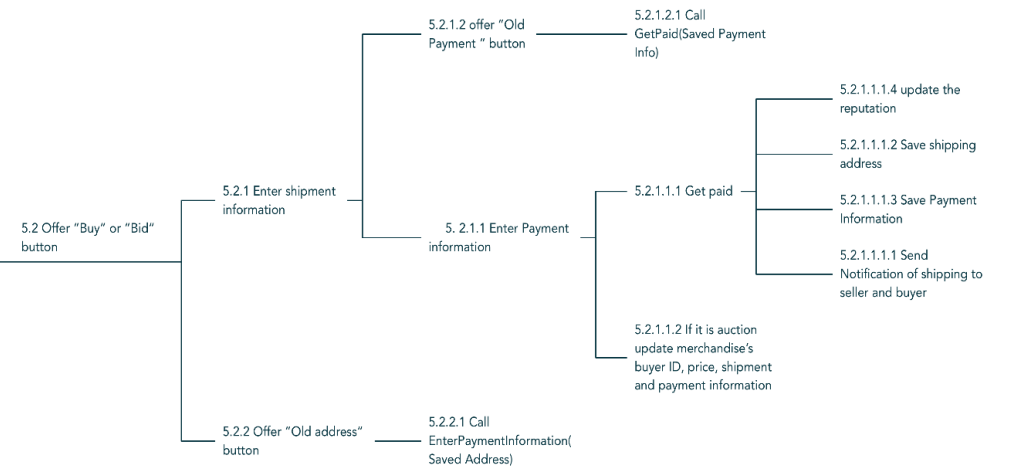 5.2.1.2 offer “Old
Payment “ button
5.2.1.2.1 Call
GetPaid(Saved Payment
Info)
5.2.1.1.1.4 update the
reputation
5.2.1.1.1.2 Save shipping
address
5.2.1 Enter shipment
information
5.2.1.1.1 Get paid
5.2.1.1.1.3 Save Payment
Information
5.2 Offer “Buy” or “Bid“
button
5. 2.1.1 Enter Payment
information
5.2.1.1.1.1 Send
Notification of shipping to
seller and buyer
5.2.1.1.2 If it is auction
update merchandise’s
buyer ID, price, shipment
and payment information
5.2.2 Offer “Old address“
button
5.2.2.1 Call
EnterPaymentInformation(
Saved Address)